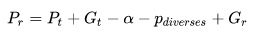 P_r = P_t + G_t − α − p_{diverses} + G_r